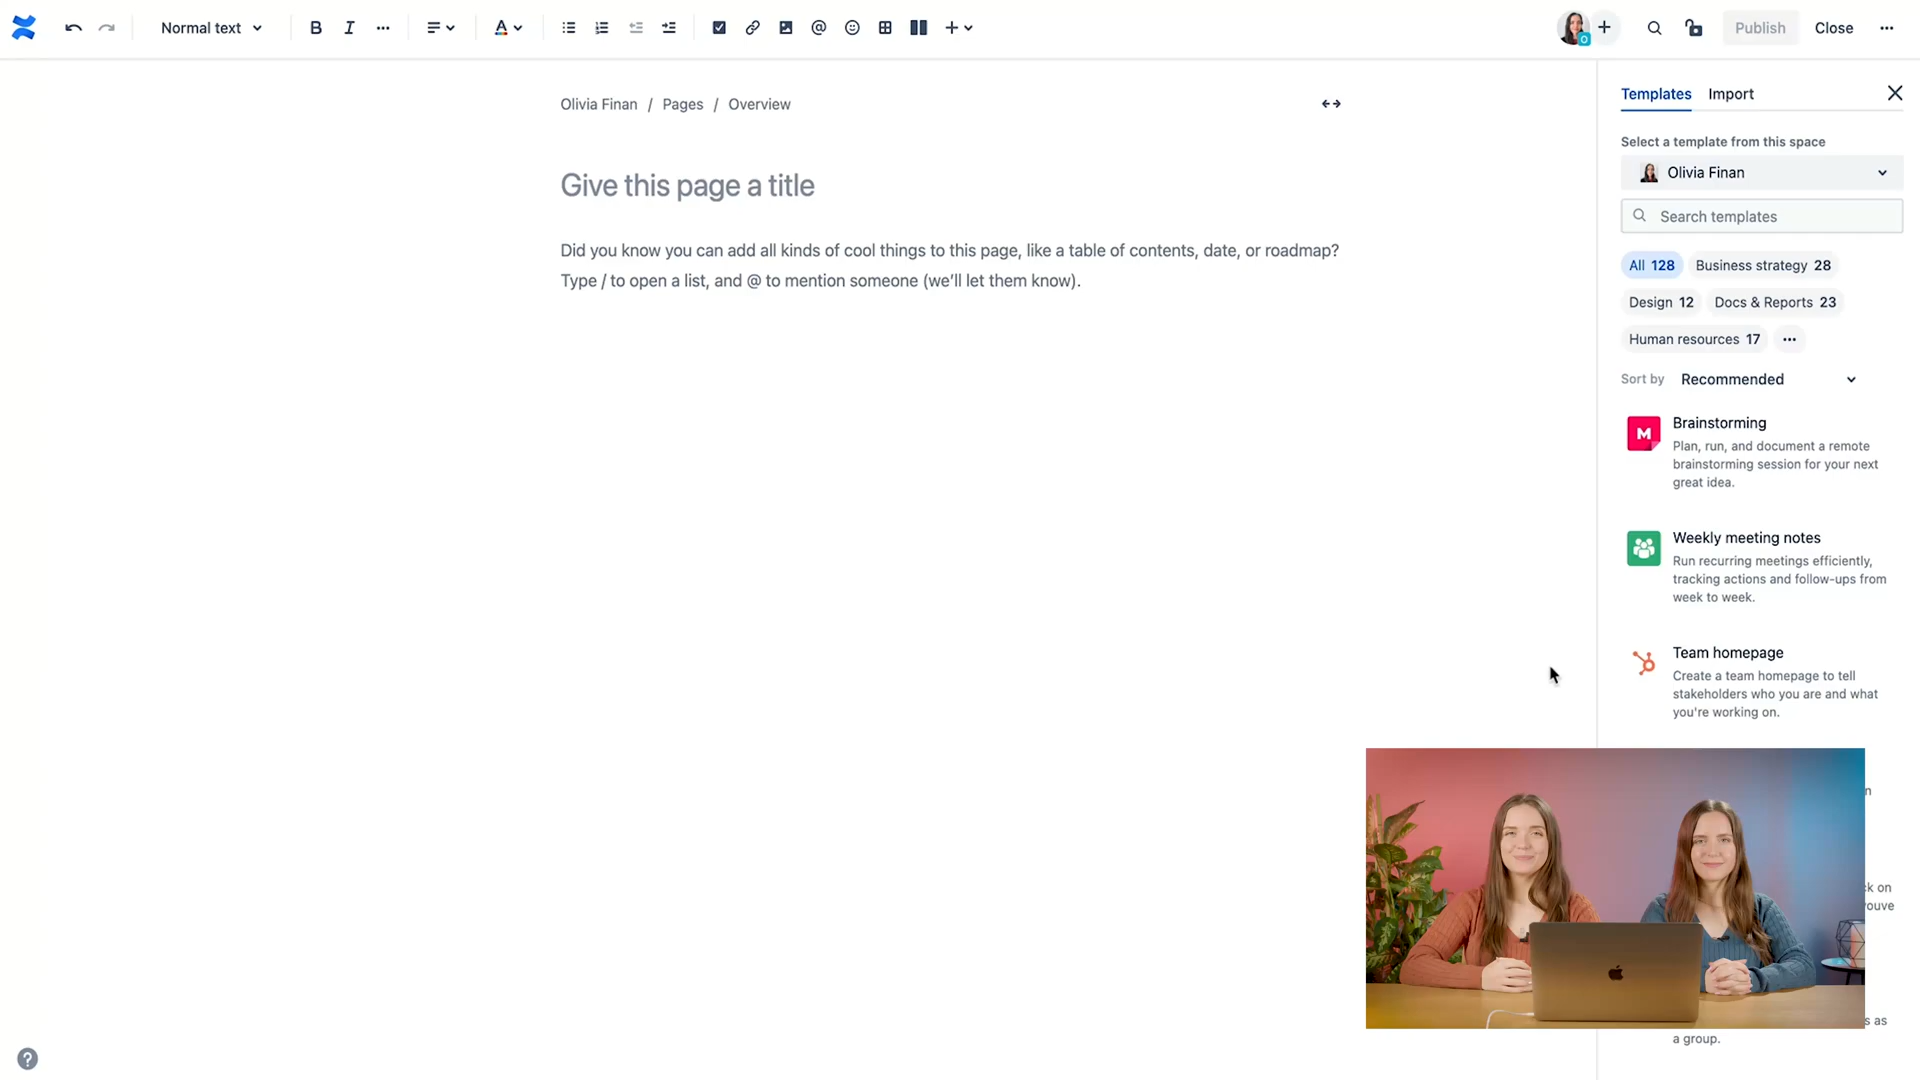 Normal text
B I
A
Publish
Close
Olivia Finan / Pages / Overview
Give this page a title
Did you know you can add all kinds of cool things to this page, like a table of contents, date, or roadmap?
Type / to open a list, and @ to mention someone (we'll let them know).
Templates Import
Select a template from this space
Olivia Finan
Search templates
All 128 Business strategy 28
Design 12 Docs & Reports 23
Human resources 17
Sort by Recommended
M
Brainstorming
Plan, run, and document a remote
brainstorming session for your next
great idea.
Weekly meeting notes
Run recurring meetings efficiently,
tracking actions and follow-ups from
week to week.
Team homepage
Create a team homepage to tell
stakeholders who you are and what
you're working on.
on
youve
as
a group.